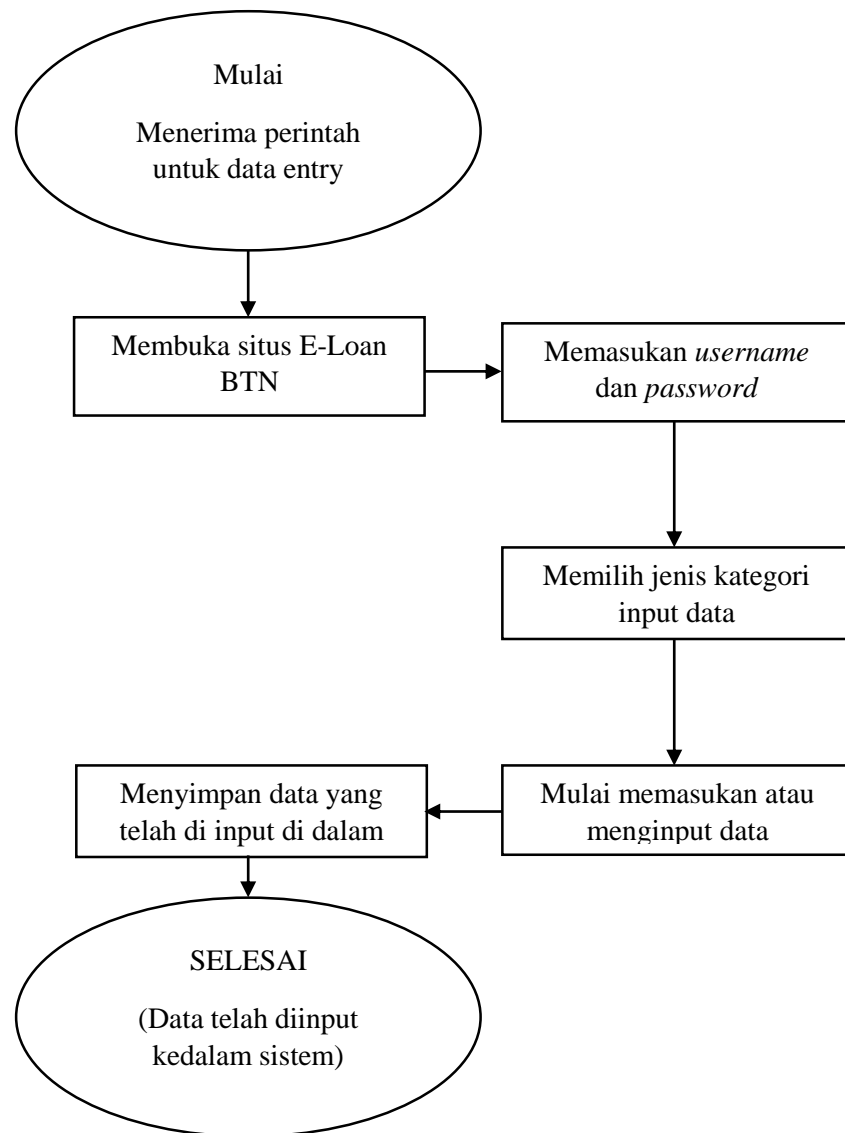 Mulai
Menerima perintah
untuk data entry
Membuka situs E-Loan
BTN
Memasukan username
dan password
Memilih jenis kategori
input data
Mulai memasukan atau
menginput data
Menyimpan data yang
telah di input di dalam
SELESAI
(Data telah diinput
kedalam sistem)